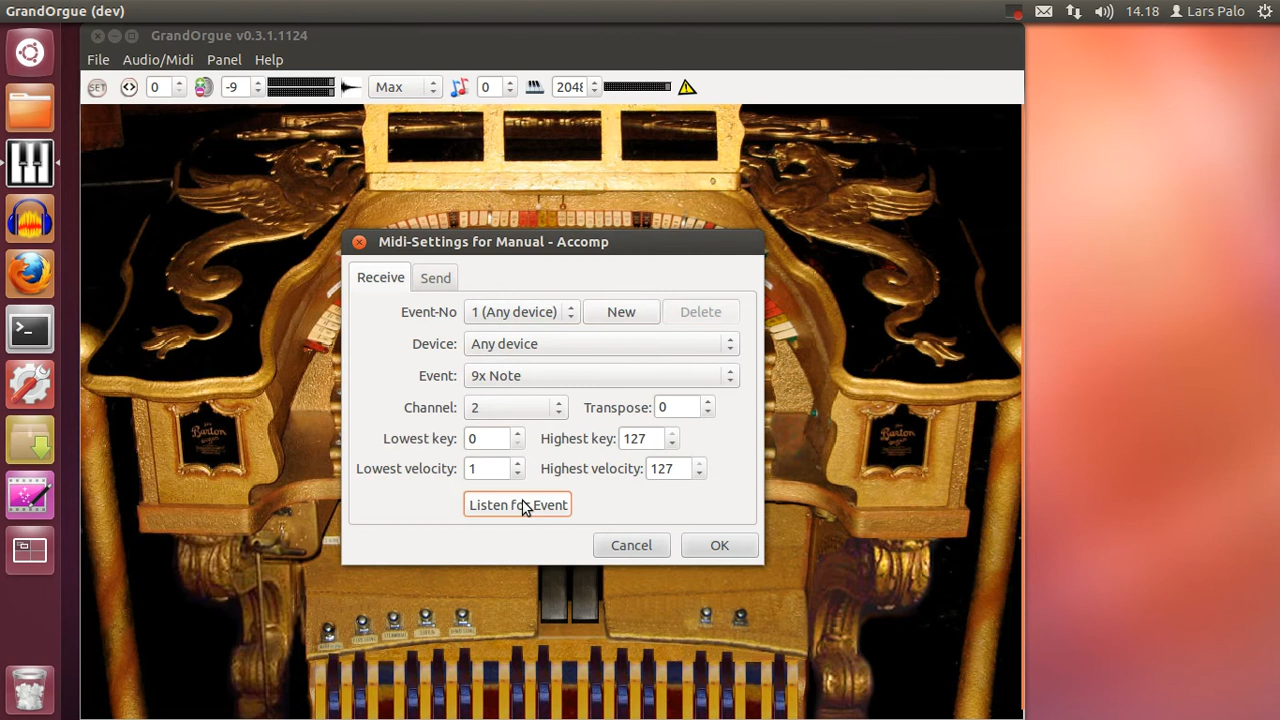 GrandOrgue (dev)
14.18 Lars Palo
GrandOrgue v0.3.1.1124
File Audio/Midi Panel Help
SET 0 -9 Max 0 2048
Midi-Settings for Manual - Accomp
Receive Send
Event-No 1 (Any device) New Delete
Device: Any device
Event: 9x Note
Channel: 2 Transpose: 0
Lowest key: 0 Highest key: 127
Lowest velocity: 1 Highest velocity: 127
Listen for Event
Cancel OK
Barton
Barton